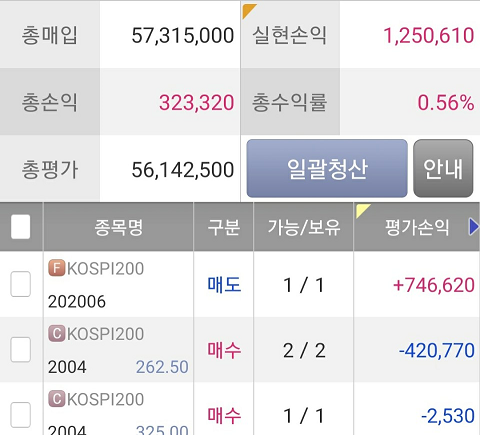 총매입 57,315,000 실현손익 1,250,610
총손익 323,320 총수익률 0.56%
총평가 56,142,500 일괄청산 안내
종목명 구분 가능/보유 평가손익
F KOSPI200
202006 매도 1 / 1 +746,620
C KOSPI200
2004 262.50 매수 2 / 2 -420,770
C KOSPI200
2004 325.00 매수 1 / 1 -2,530